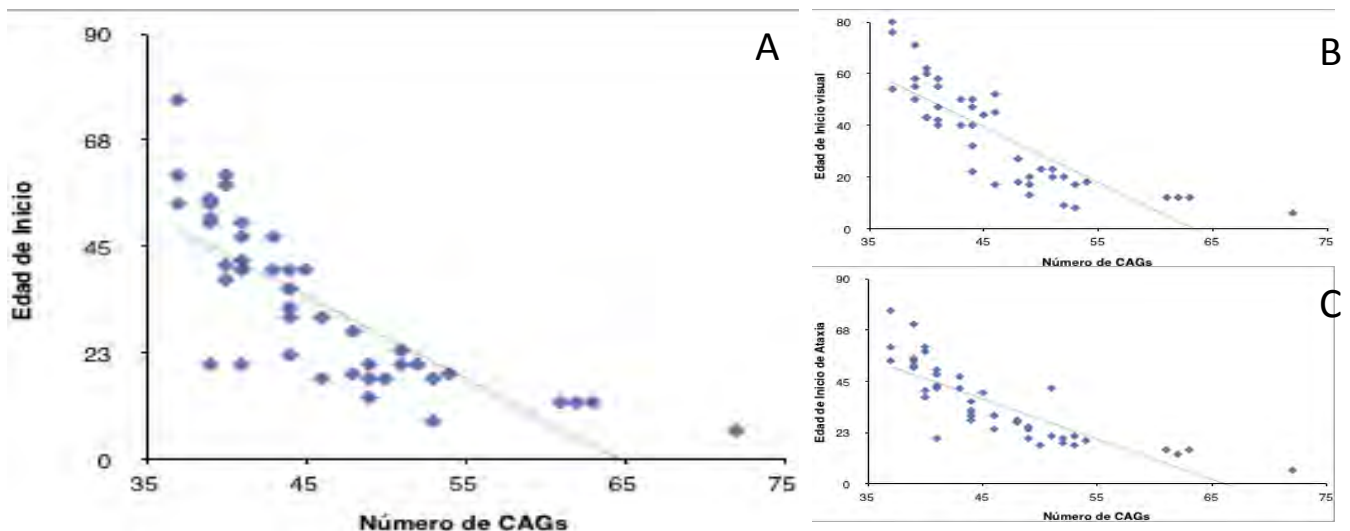 A
Edad de Inicio
90
68
45
23
0
35 45 55 65 75
Número de CAGs
B
Edad de Inicio visual
80
60
40
20
0
35 45 55 65 75
Número de CAGs
C
Edad de Inicio de Ataxia
90
68
45
23
0
35 45 55 65 75
Número de CAGs